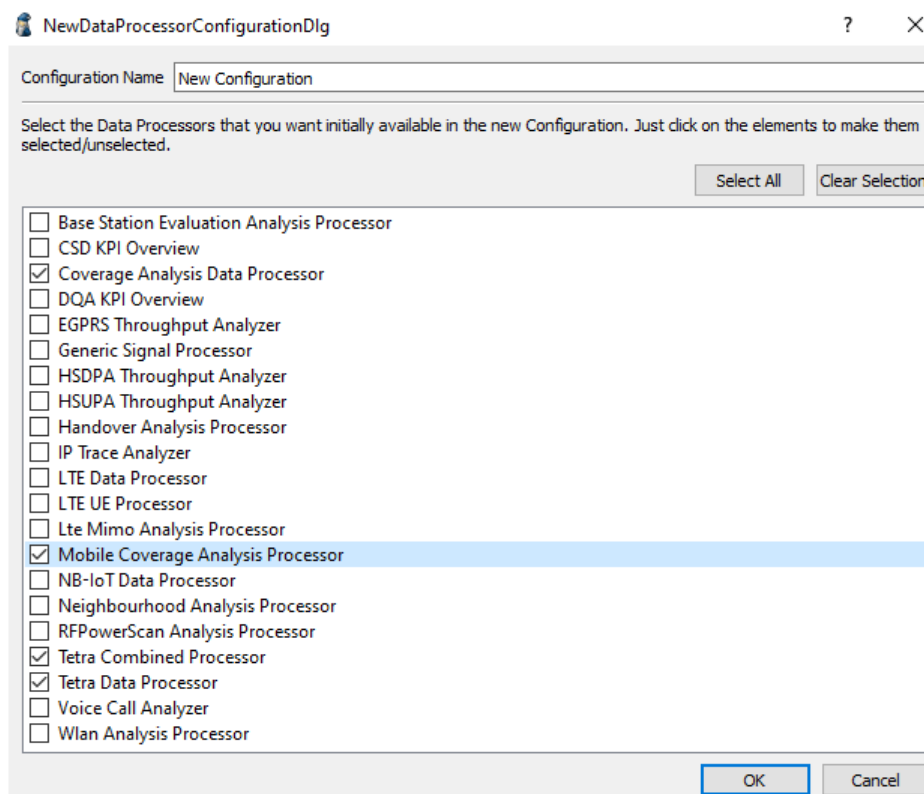 NewDataProcessorConfigurationDlg ?
Configuration Name New Configuration
Select the Data Processors that you want initially available in the new Configuration. Just click on the elements to make them
selected/unselected.
Select All Clear Selection
Base Station Evaluation Analysis Processor
CSD KPI Overview
Coverage Analysis Data Processor
DQA KPI Overview
EGPRS Throughput Analyzer
Generic Signal Processor
HSDPA Throughput Analyzer
HSUPA Throughput Analyzer
Handover Analysis Processor
IP Trace Analyzer
LTE Data Processor
LTE UE Processor
Lte Mimo Analysis Processor
Mobile Coverage Analysis Processor
NB-IoT Data Processor
Neighbourhood Analysis Processor
RFPowerScan Analysis Processor
Tetra Combined Processor
Tetra Data Processor
Voice Call Analyzer
Wlan Analysis Processor
OK Cancel